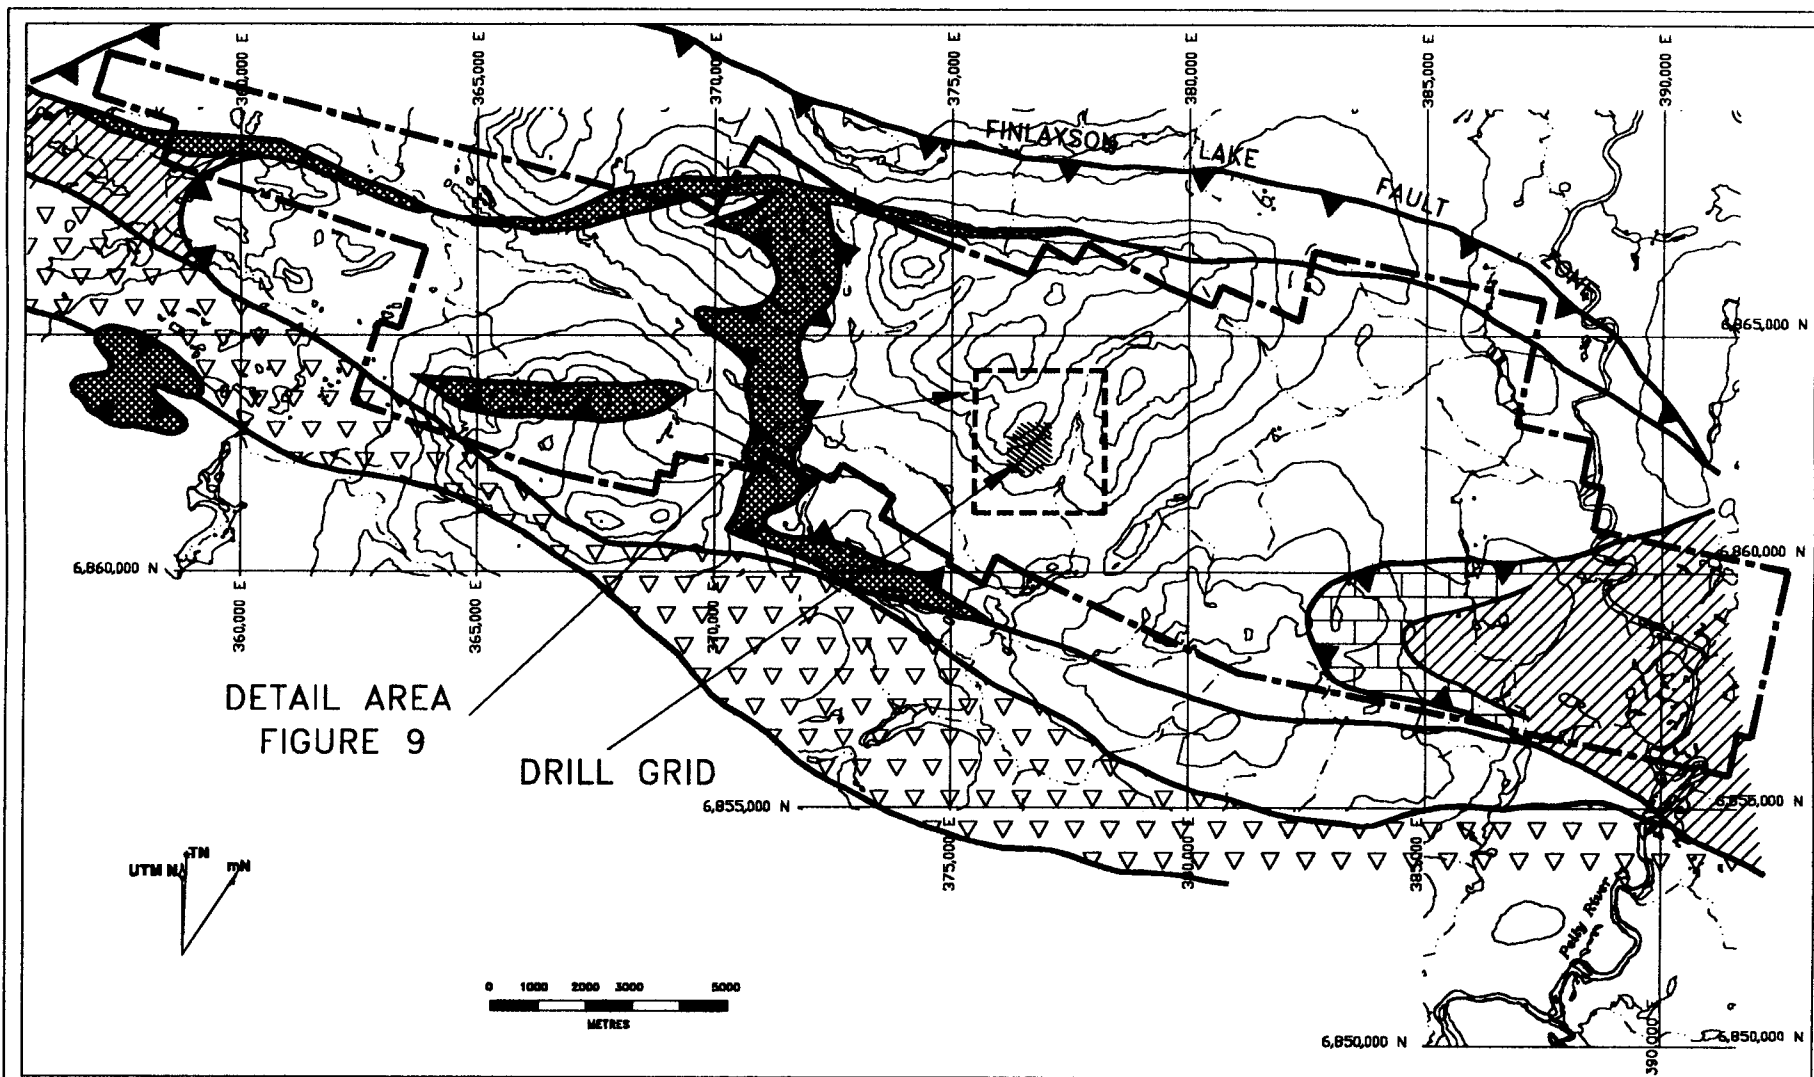 360,000 E
365,000 E
370,000 E
375,000 E
380,000 E
385,000 E
390,000 E
FINLAYSON LAKE FAULT ZONE
6,865,000 N
6,860,000 N
6,860,000 N
360,000 E
365,000 E
370,000 E
DETAIL AREA
FIGURE 9
DRILL GRID
6,855,000 N
6,855,000 N
375,000 E
380,000 E
385,000 E
UTM N
TN
mN
Pelly River
0 1000 2000 3000 5000
METRES
6,850,000 N
6,850,000 N
390,000 E